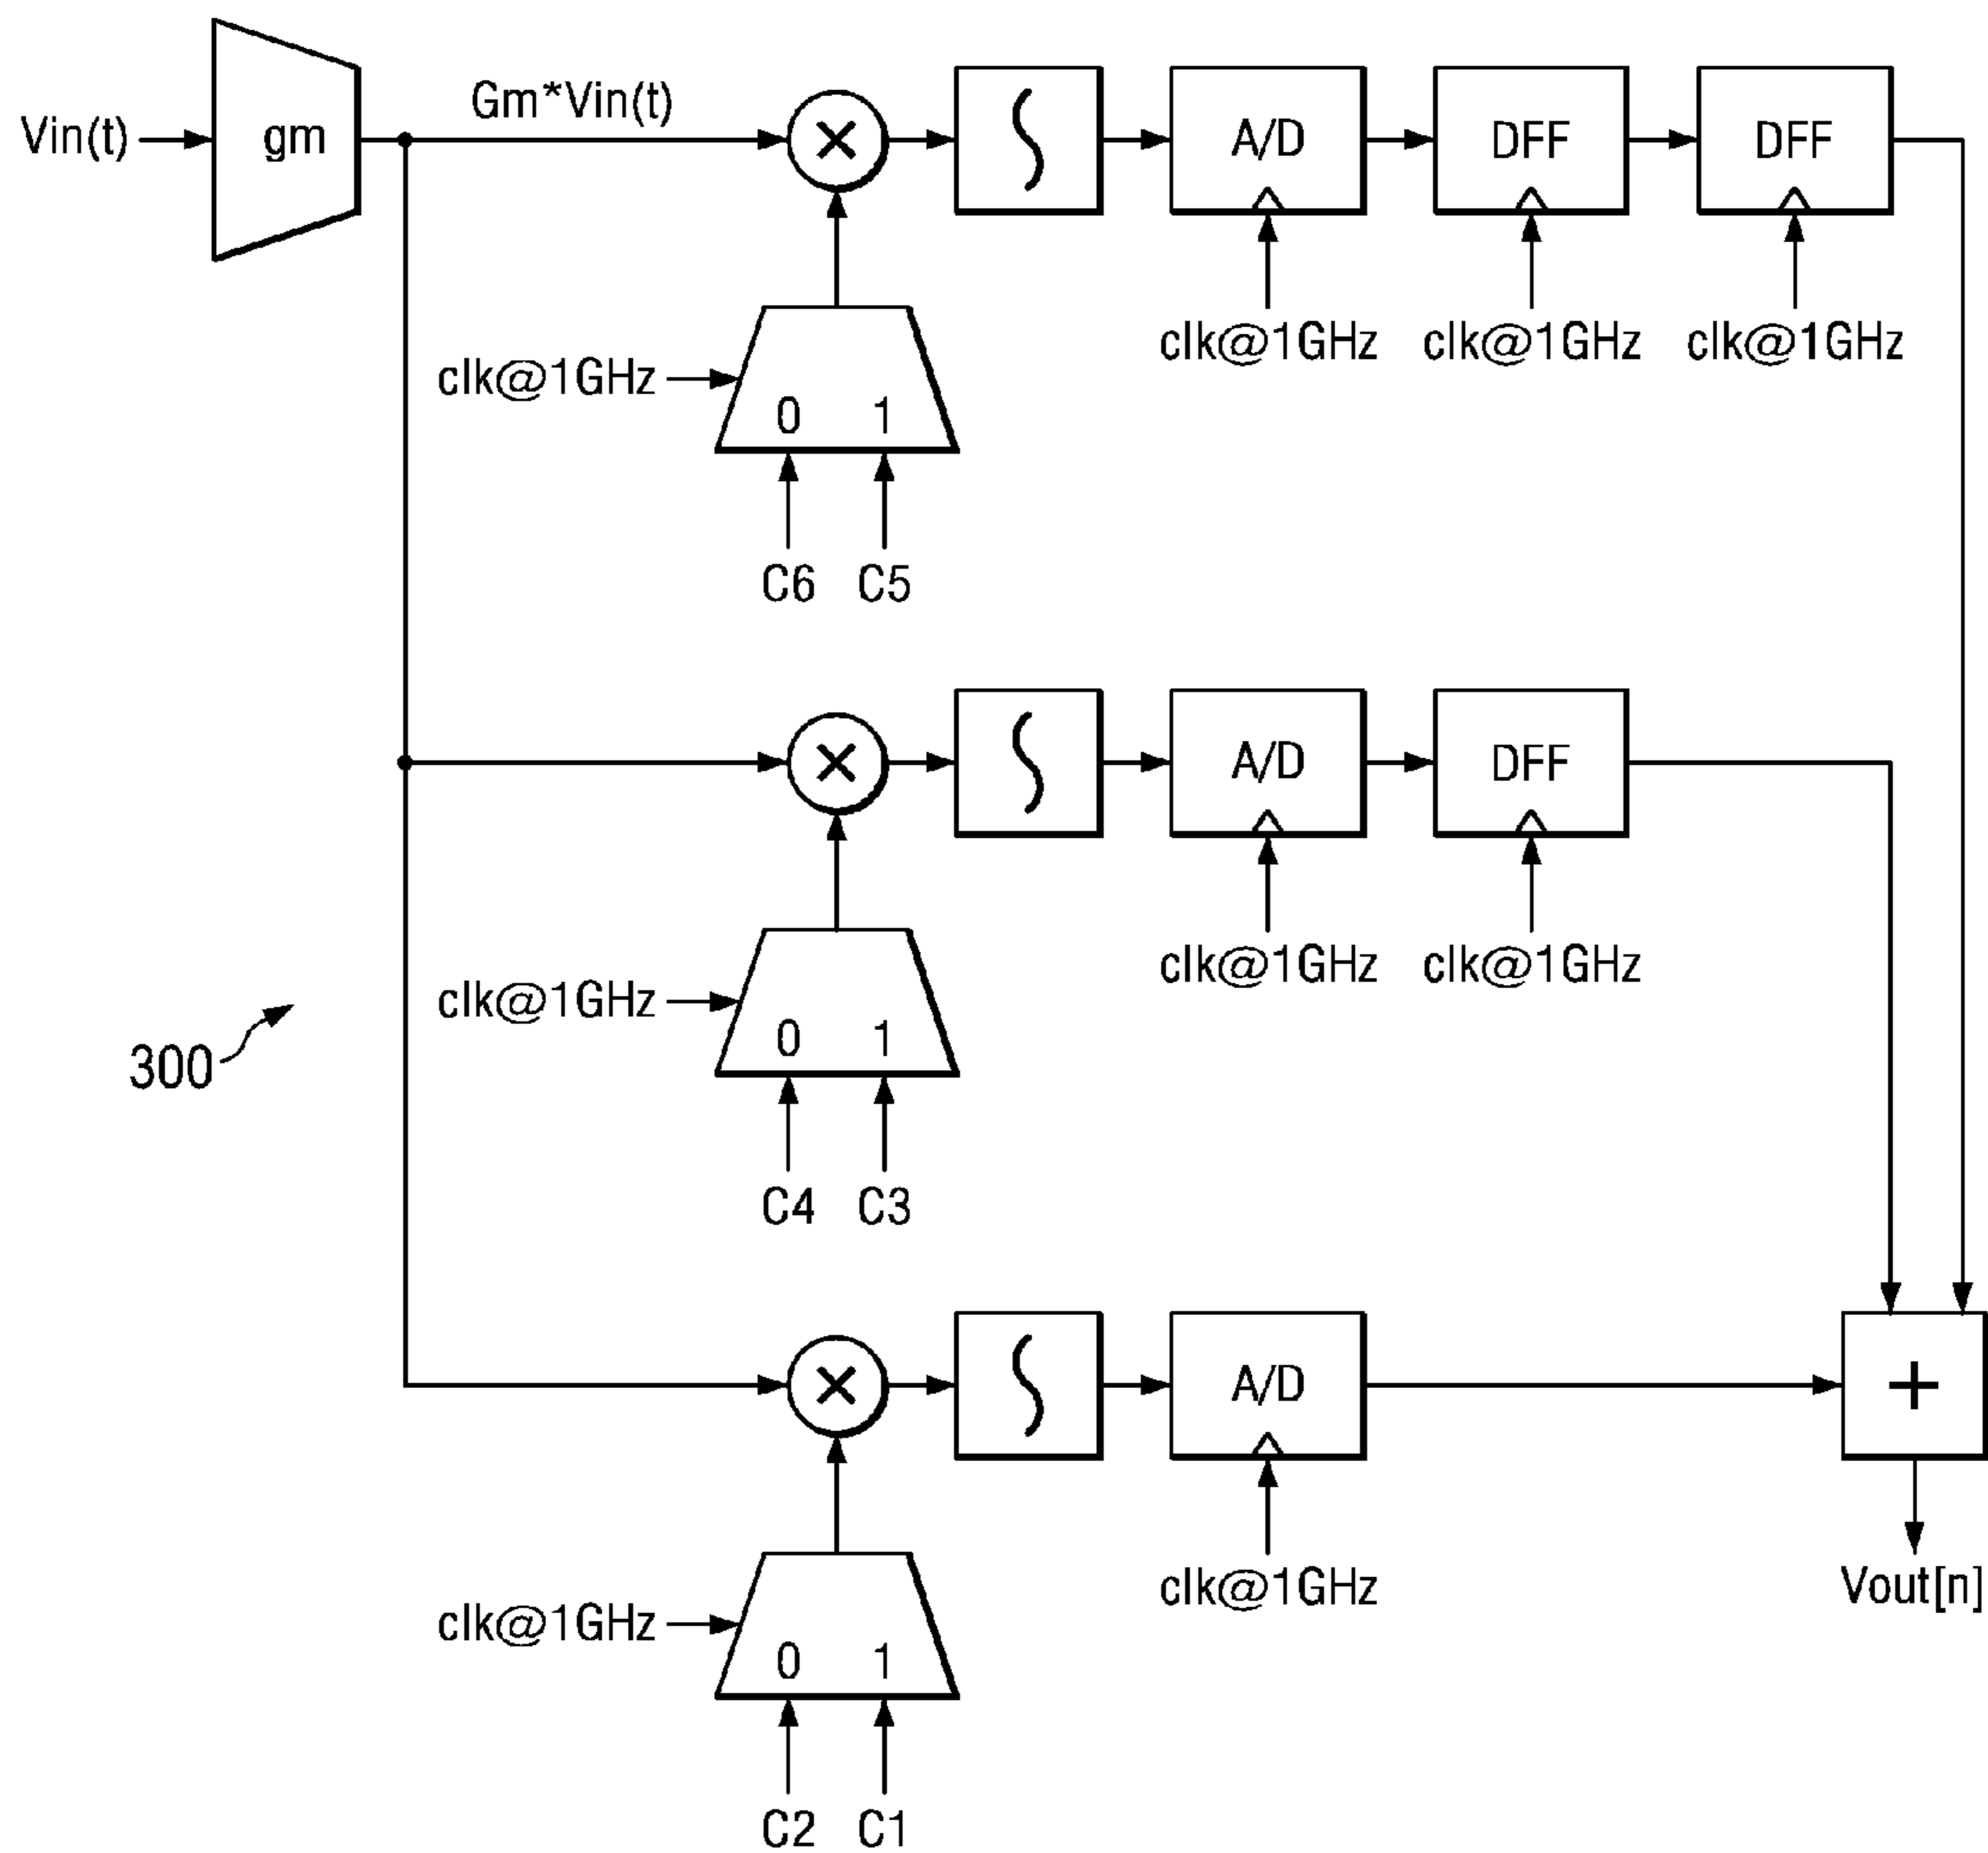 Vin(t)
gm
Gm*Vin(t)
×
A/D
DFF
DFF
clk@1GHz
clk@1GHz
clk@1GHz
clk@1GHz
0 1
C6 C5
×
A/D
DFF
clk@1GHz
clk@1GHz
clk@1GHz
0 1
C4 C3
300
×
A/D
+
clk@1GHz
Vout[n]
clk@1GHz
0 1
C2 C1